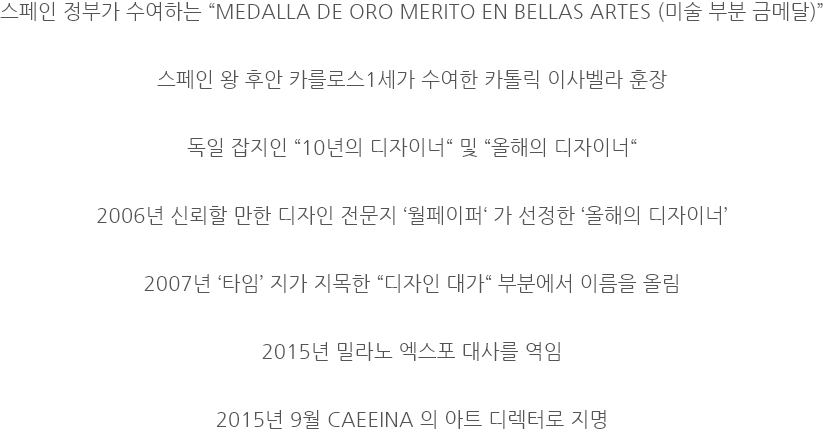 스페인 정부가 수여하는 “MEDALLA DE ORO MERITO EN BELLAS ARTES (미술 부분 금메달)”
스페인 왕 후안 카를로스1세가 수여한 카톨릭 이사벨라 훈장
독일 잡지인 “10년의 디자이너“ 및 “올해의 디자이너“
2006년 신뢰할 만한 디자인 전문지 ‘월페이퍼‘ 가 선정한 ‘올해의 디자이너’
2007년 ‘타임’ 지가 지목한 “디자인 대가“ 부분에서 이름을 올림
2015년 밀라노 엑스포 대사를 역임
2015년 9월 CAEEINA 의 아트 디렉터로 지명